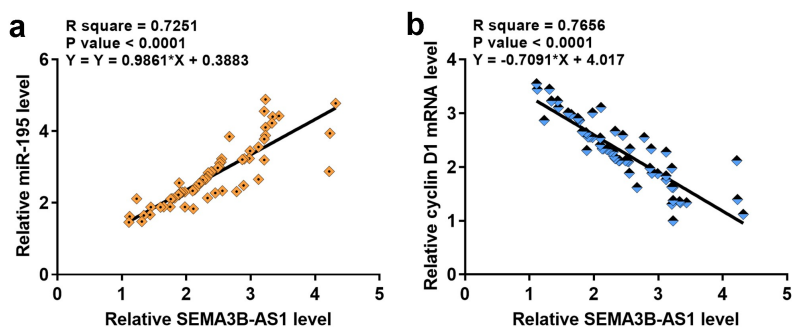 a
R square = 0.7251
P value < 0.0001
Y = Y = 0.9861*X + 0.3883
Relative miR-195 level
6
4
2
0
0 1 2 3 4 5
Relative SEMA3B-AS1 level
b
R square = 0.7656
P value < 0.0001
Y = -0.7091*X + 4.017
Relative cyclin D1 mRNA level
4
3
2
1
0
0 1 2 3 4 5
Relative SEMA3B-AS1 level